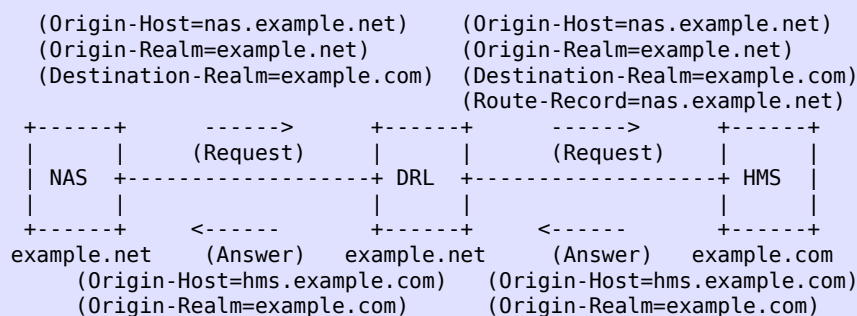 (Origin-Host=nas.example.net)    (Origin-Host=nas.example.net)
(Origin-Realm=example.net)       (Origin-Realm=example.net)
(Destination-Realm=example.com)  (Destination-Realm=example.com)
                                 (Route-Record=nas.example.net)
+------+      ------>      +------+      ------>      +------+
|      |     (Request)     |      |     (Request)     |      |
| NAS  +-------------------+ DRL  +-------------------+ HMS  |
|      |                   |      |                   |      |
+------+     <------       +------+     <------       +------+
example.net    (Answer)   example.net     (Answer)   example.com
(Origin-Host=hms.example.com)   (Origin-Host=hms.example.com)
(Origin-Realm=example.com)      (Origin-Realm=example.com)